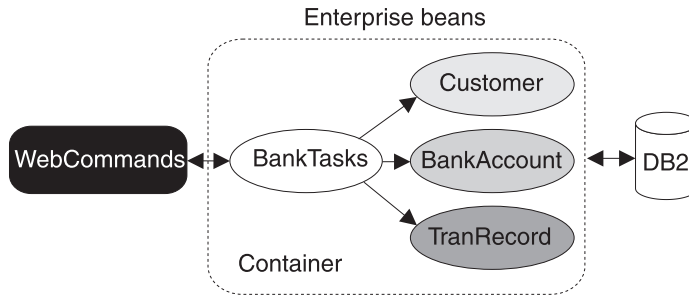 Enterprise beans
Customer
WebCommands
BankTasks
BankAccount
DB2
TranRecord
Container